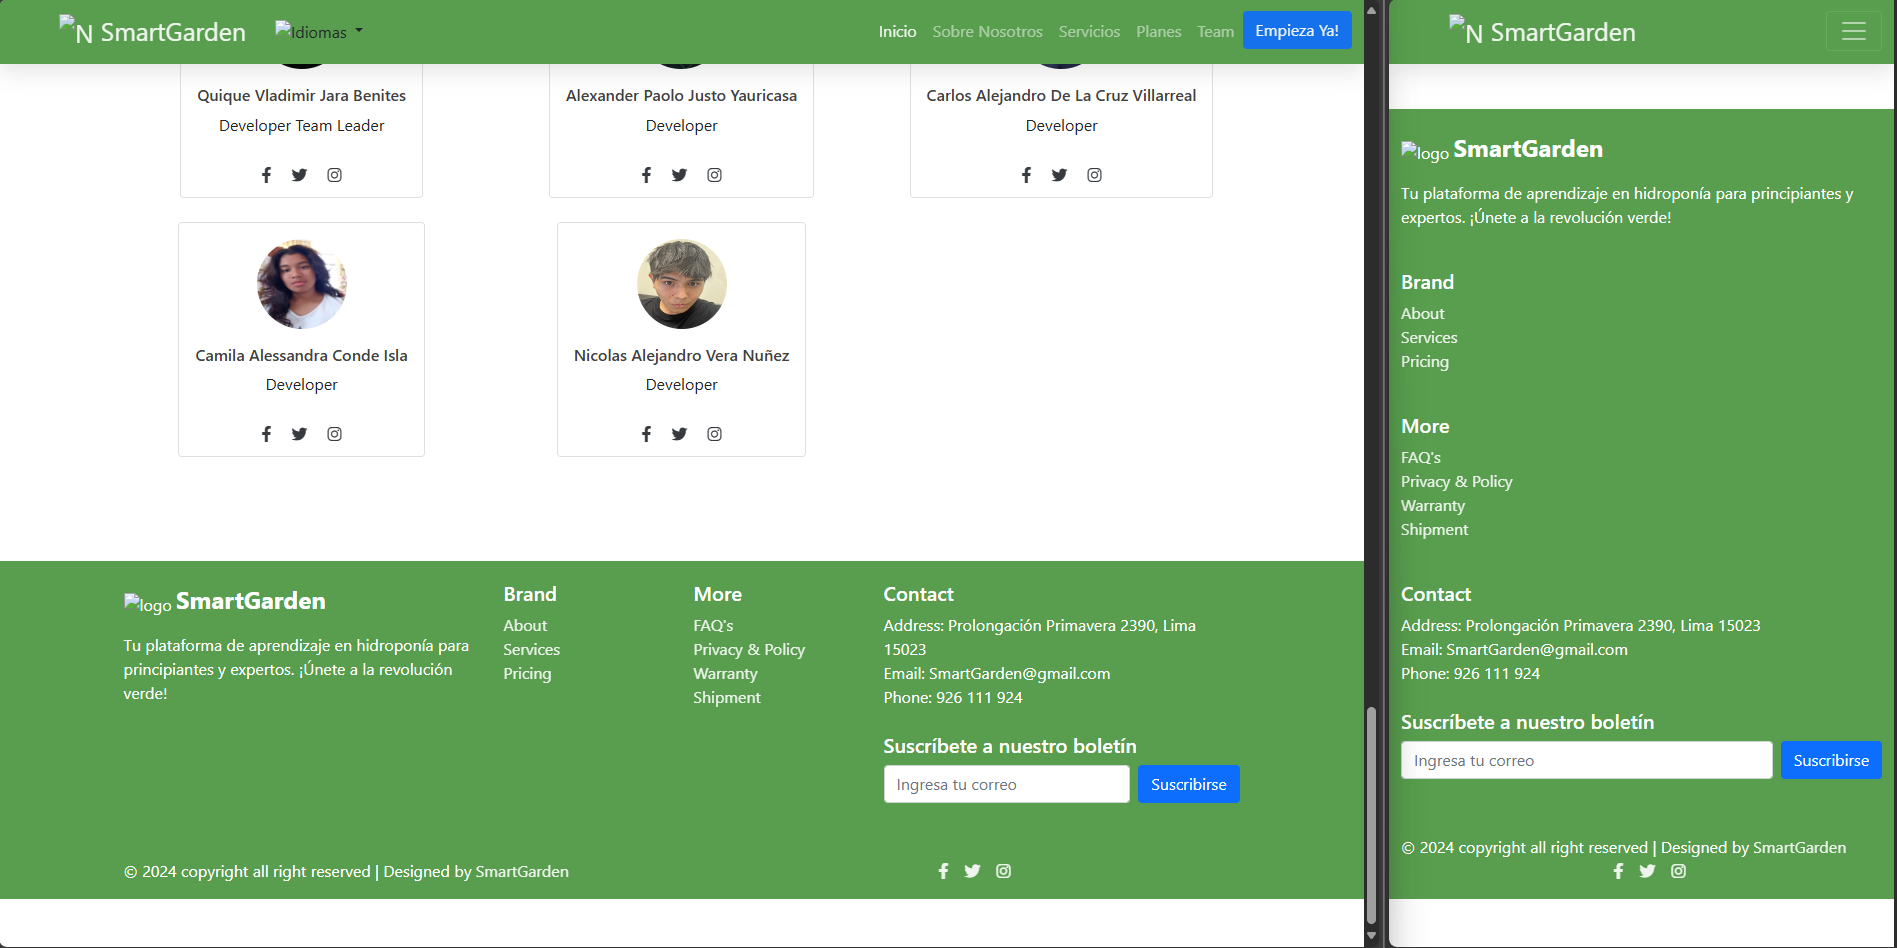 N SmartGarden
Idiomas
Inicio
Sobre Nosotros
Servicios
Planes
Team
Empieza Ya!
Quique Vladimir Jara Benites
Developer Team Leader
Alexander Paolo Justo Yauricasa
Developer
Carlos Alejandro De La Cruz Villarreal
Developer
Camila Alessandra Conde Isla
Developer
Nicolas Alejandro Vera Nuñez
Developer
logo SmartGarden
Tu plataforma de aprendizaje en hidroponía para
principiantes y expertos. ¡Únete a la revolución
verde!
Brand
About
Services
Pricing
More
FAQ's
Privacy & Policy
Warranty
Shipment
Contact
Address: Prolongación Primavera 2390, Lima
15023
Email: SmartGarden@gmail.com
Phone: 926 111 924
Suscríbete a nuestro boletín
Ingresa tu correo
Suscribirse
© 2024 copyright all right reserved | Designed by SmartGarden
N SmartGarden
logo SmartGarden
Tu plataforma de aprendizaje en hidroponía para principiantes y
expertos. ¡Únete a la revolución verde!
Brand
About
Services
Pricing
More
FAQ's
Privacy & Policy
Warranty
Shipment
Contact
Address: Prolongación Primavera 2390, Lima 15023
Email: SmartGarden@gmail.com
Phone: 926 111 924
Suscríbete a nuestro boletín
Ingresa tu correo
Suscribirse
© 2024 copyright all right reserved | Designed by SmartGarden